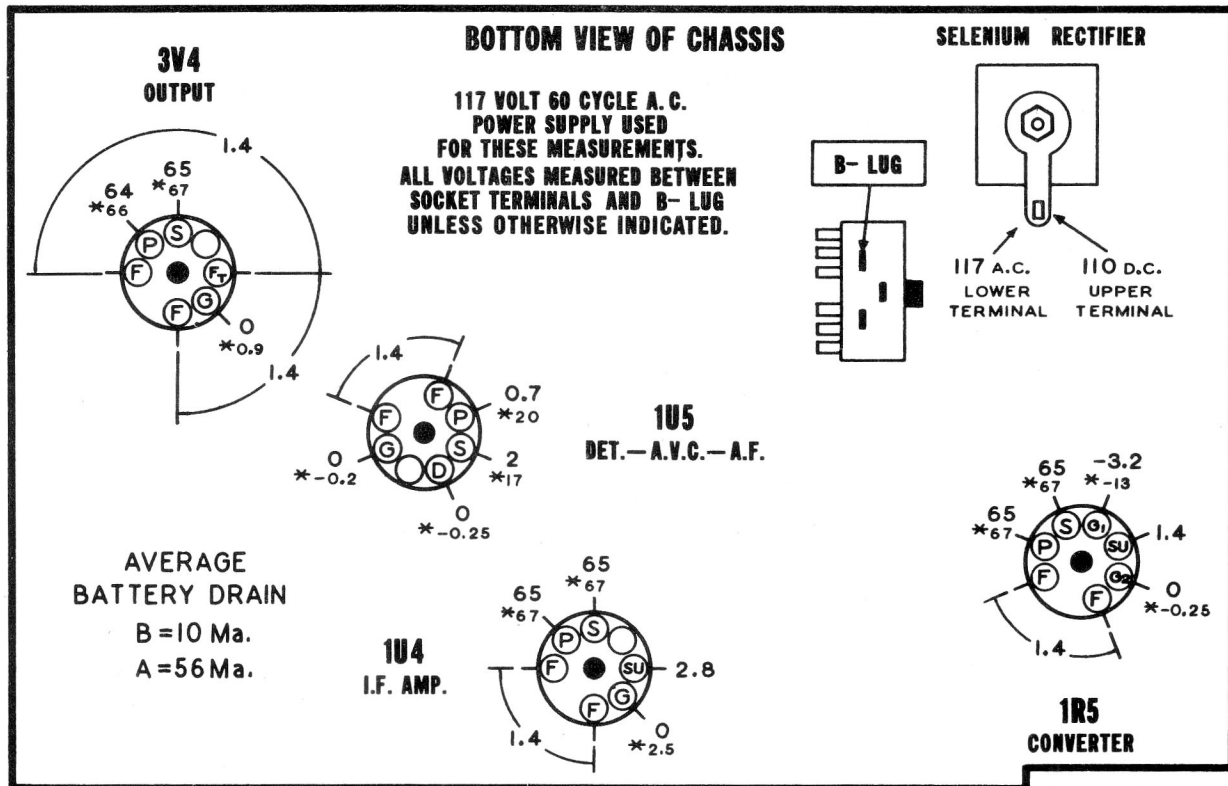 BOTTOM VIEW OF CHASSIS
117 VOLT 60 CYCLE A.C.
POWER SUPPLY USED
FOR THESE MEASUREMENTS.
ALL VOLTAGES MEASURED BETWEEN
SOCKET TERMINALS AND B- LUG
UNLESS OTHERWISE INDICATED.
3V4
OUTPUT
1.4
65
*67
64
*66
S
P
F
FT
G
F
0
*0.9
1.4
SELENIUM RECTIFIER
B- LUG
117 A.C.
LOWER
TERMINAL
110 D.C.
UPPER
TERMINAL
1.4
F
F
P
G
S
D
0.7
*20
2
*17
0
*-0.2
0
*-0.25
1U5
DET.-A.V.C.-A.F.
AVERAGE
BATTERY DRAIN
B=10 Ma.
A=56 Ma.
1U4
I.F. AMP.
65
*67
65
*67
S
P
F
SU
G
F
2.8
0
*2.5
1.4
65
*67
-3.2
*-13
65
*67
S
G1
P
SU
F
G2
F
1.4
0
*-0.25
1.4
1R5
CONVERTER